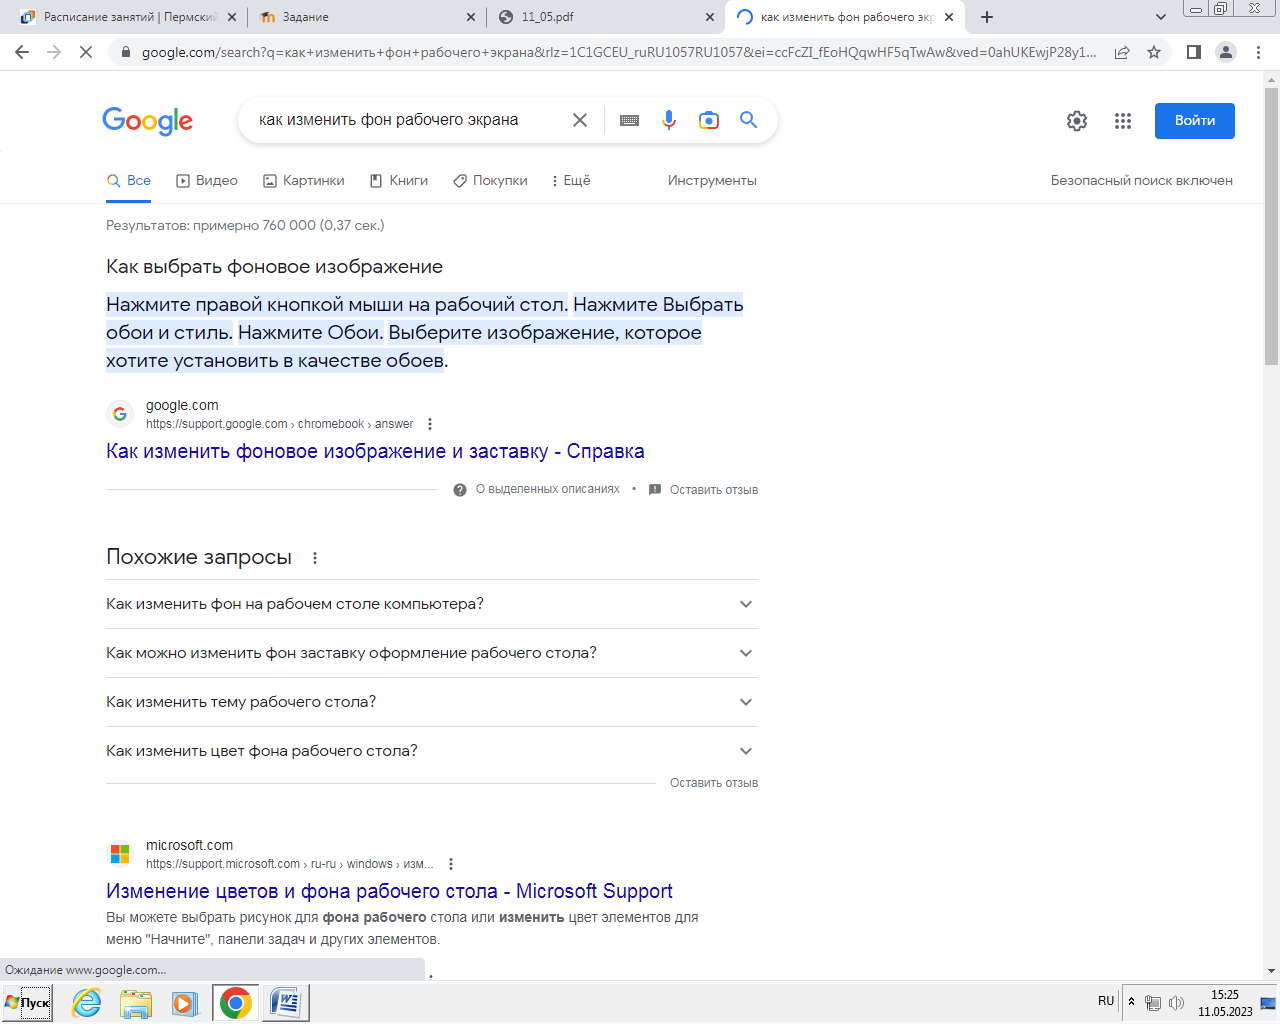 Расписание занятий | Пермский
Задание
11_05.pdf
как изменить фон рабочего экр
google.com/search?q=как+изменить+фон+рабочего+экрана&rlz=1C1GCEU_ruRU1057RU1057&ei=ccFcZI_fEoHQqwHF5qTwAw&ved=0ahUKEwjP28y1...
Google
как изменить фон рабочего экрана
Войти
Все
Видео
Картинки
Книги
Покупки
Ещё
Инструменты
Безопасный поиск включен
Результатов: примерно 760 000 (0,37 сек.)
Как выбрать фоновое изображение
Нажмите правой кнопкой мыши на рабочий стол. Нажмите Выбрать
обои и стиль. Нажмите Обои. Выберите изображение, которое
хотите установить в качестве обоев.
google.com
https://support.google.com › chromebook › answer
Как изменить фоновое изображение и заставку - Справка
О выделенных описаниях • Оставить отзыв
Похожие запросы
Как изменить фон на рабочем столе компьютера?
Как можно изменить фон заставку оформление рабочего стола?
Как изменить тему рабочего стола?
Как изменить цвет фона рабочего стола?
Оставить отзыв
microsoft.com
https://support.microsoft.com › ru-ru › windows › изм...
Изменение цветов и фона рабочего стола - Microsoft Support
Вы можете выбрать рисунок для фона рабочего стола или изменить цвет элементов для
меню "Начните", панели задач и других элементов.
Ожидание www.google.com...
Пуск
RU
15:25
11.05.2023